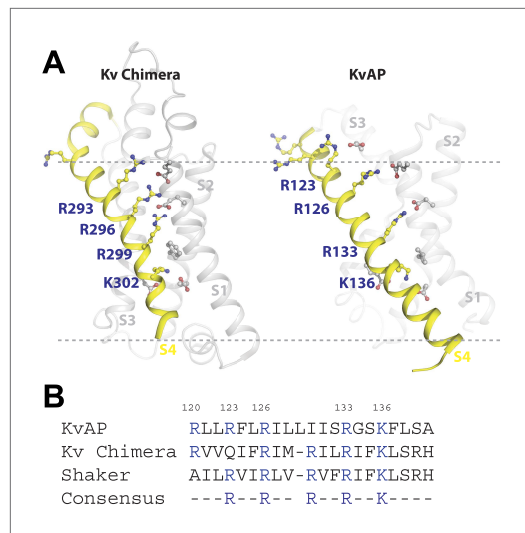 A
Kv Chimera
KvAP
S3
S2
S2
R293
R123
R296
R126
R299
R133
K302
K136
S1
S1
S3
S4
S4
B
120 123 126 133 136
KvAP RLLRFLRILLIISRGSKFLSA
Kv Chimera RVVQIFRIM-RILRIFKLSRH
Shaker AILRVIRLV-RVFRIFKLSRH
Consensus ---R--R--R--R--K----